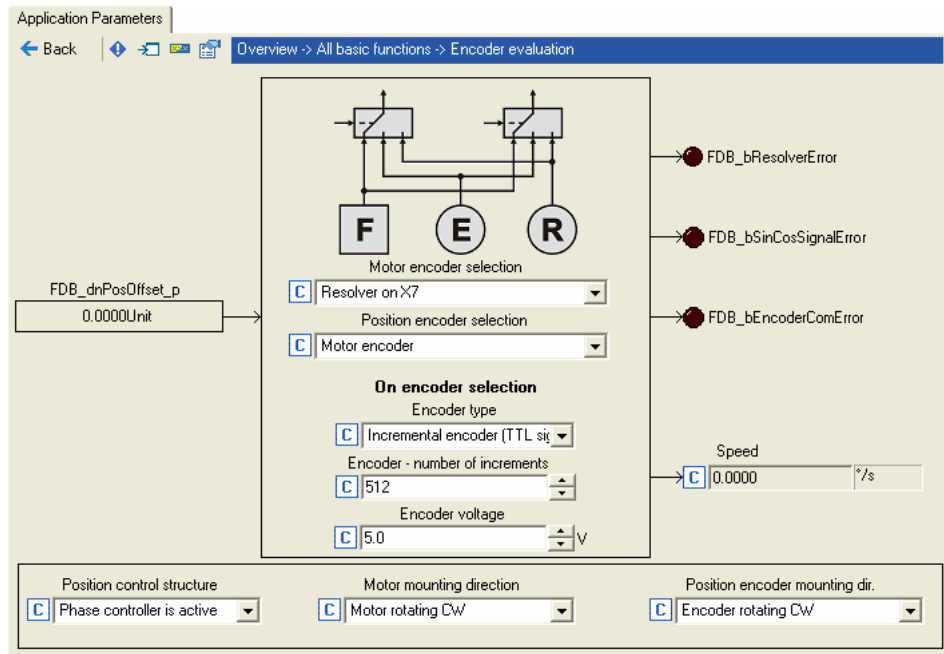 Application Parameters
Back
Overview -> All basic functions -> Encoder evaluation
F E R
Motor encoder selection
C Resolver on X7
Position encoder selection
C Motor encoder
On encoder selection
Encoder type
C Incremental encoder (TTL sig
Encoder - number of increments
C 512
Encoder voltage
C 5.0 V
FDB_dnPosOffset_p
0.0000Unit
FDB_bResolverError
FDB_bSinCosSignalError
FDB_bEncoderComError
Speed
C 0.0000 °/s
Position control structure
C Phase controller is active
Motor mounting direction
C Motor rotating CW
Position encoder mounting dir.
C Encoder rotating CW